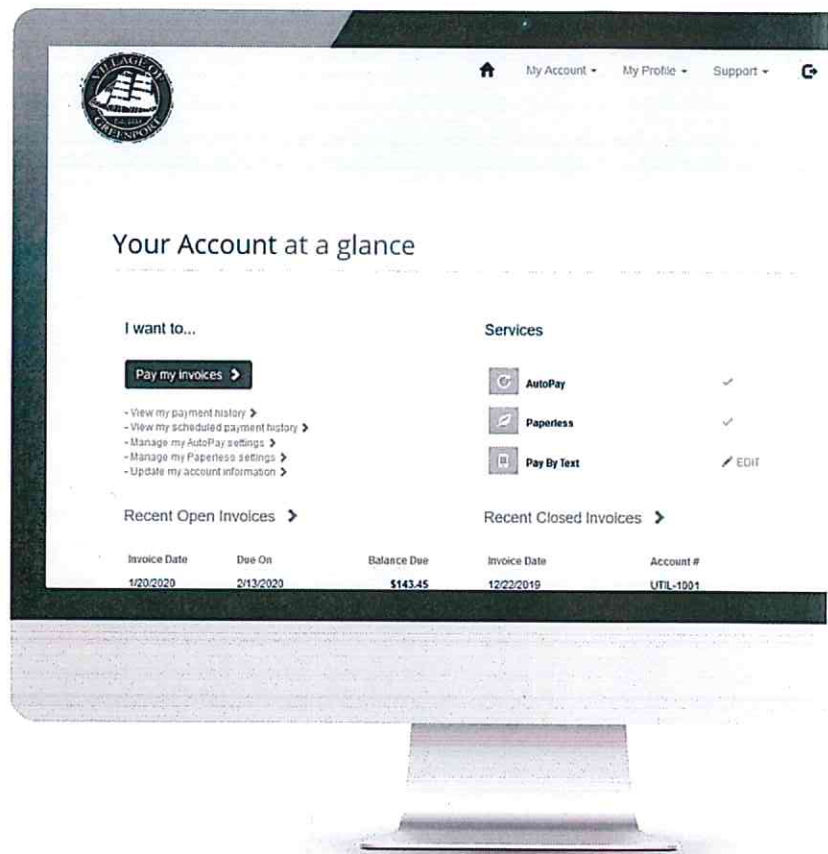 VILLAGE OF
GREENPORT
My Account
My Profile
Support
Your Account at a glance
I want to...
Pay my invoices
- View my payment history
- View my scheduled payment history
- Manage my AutoPay settings
- Manage my Paperless settings
- Update my account information
Services
AutoPay
Paperless
Pay By Text
EDIT
Recent Open Invoices
Invoice Date Due On Balance Due
1/20/2020 2/13/2020 $143.45
Recent Closed Invoices
Invoice Date Account #
12/22/2019 UTIL-1001